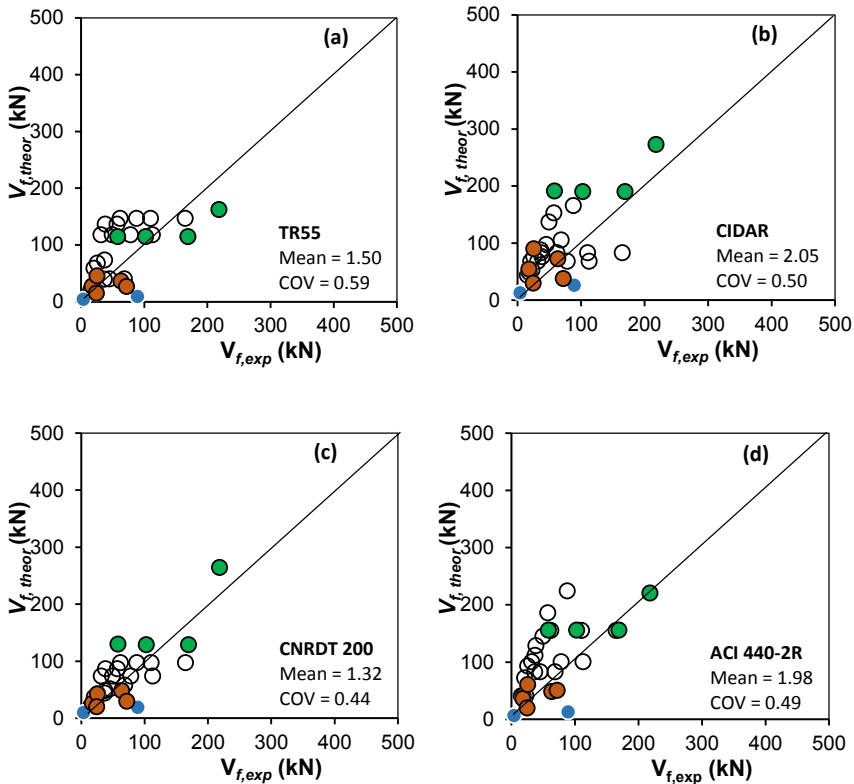 (a)
500
400
300
200
100
0
V_f,theor (kN)
TR55
Mean = 1.50
COV = 0.59
0 100 200 300 400 500
V_f,exp (kN)
(b)
500
400
300
200
100
0
V_f,theor (kN)
CIDAR
Mean = 2.05
COV = 0.50
0 100 200 300 400 500
V_f,exp (kN)
(c)
500
400
300
200
100
0
V_f, theor (kN)
CNRDT 200
Mean = 1.32
COV = 0.44
0 100 200 300 400 500
V_f,exp (kN)
(d)
500
400
300
200
100
0
V_f, theor (kN)
ACI 440-2R
Mean = 1.98
COV = 0.49
0 100 200 300 400 500
V_f,exp (kN)